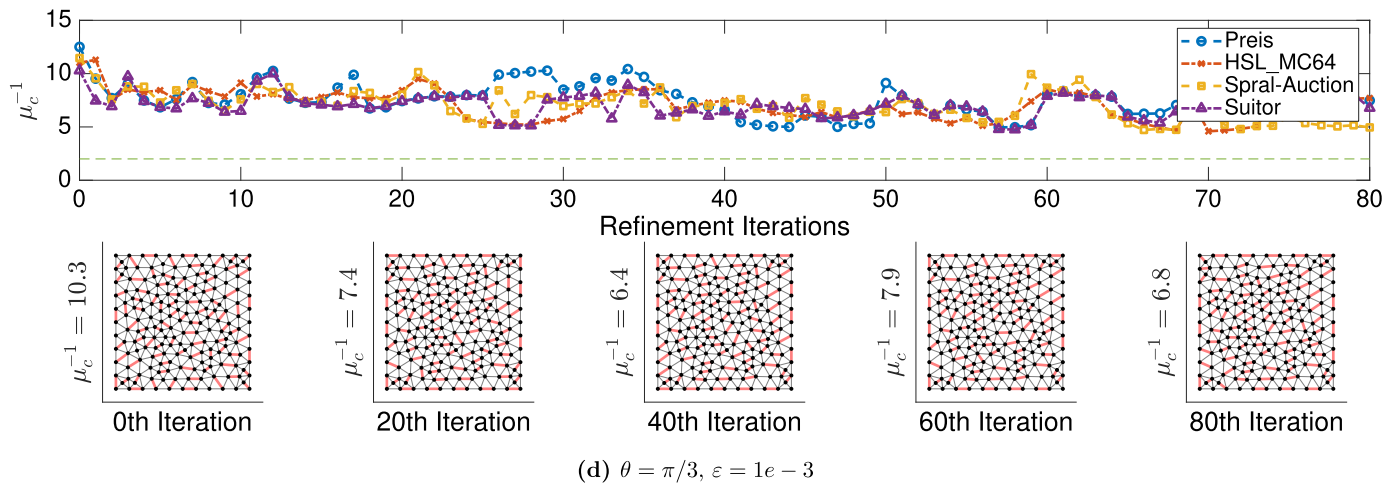 15
10
5
0
μ_c^{-1}
Preis
HSL_MC64
Spral-Auction
Suitor
0 10 20 30 40 50 60 70 80
Refinement Iterations
μ_c^{-1} = 10.3
μ_c^{-1} = 7.4
μ_c^{-1} = 6.4
μ_c^{-1} = 7.9
μ_c^{-1} = 6.8
0th Iteration 20th Iteration 40th Iteration 60th Iteration 80th Iteration
(d) θ = π/3, ε = 1e − 3